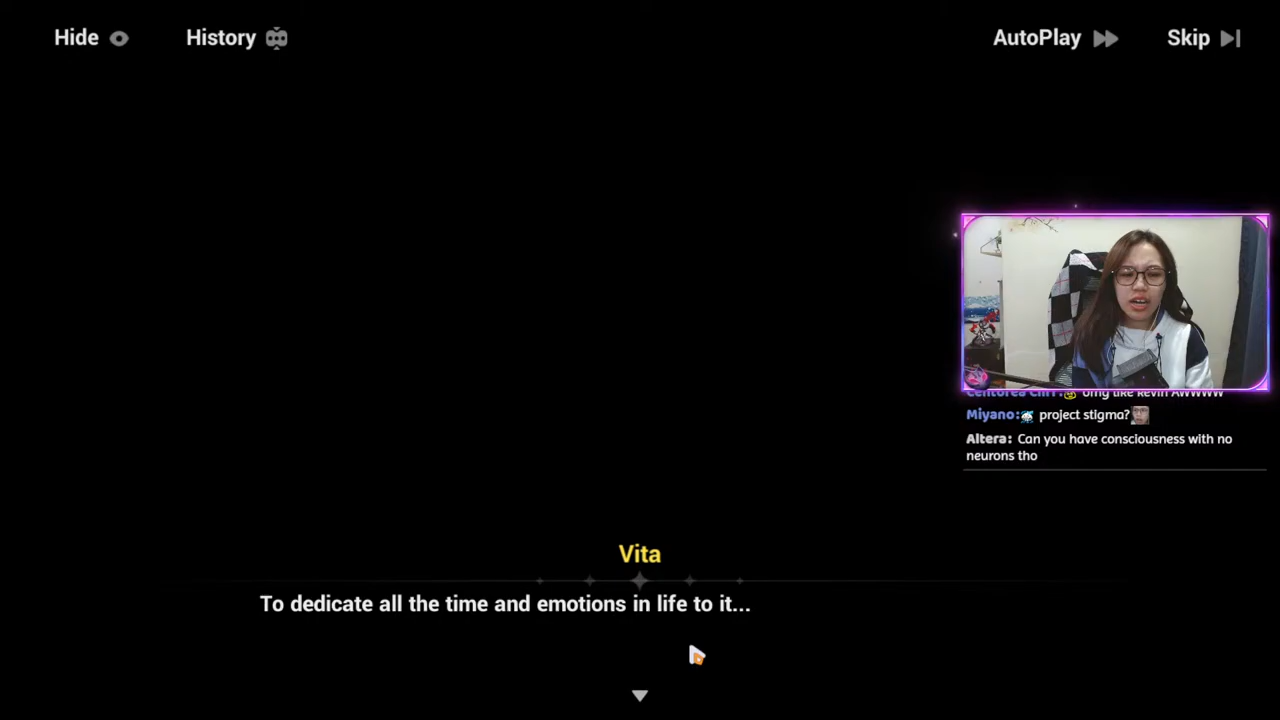 Hide
History
AutoPlay
Skip
Miyano: project stigma?
Altera: Can you have consciousness with no
neurons tho
Vita
To dedicate all the time and emotions in life to it...